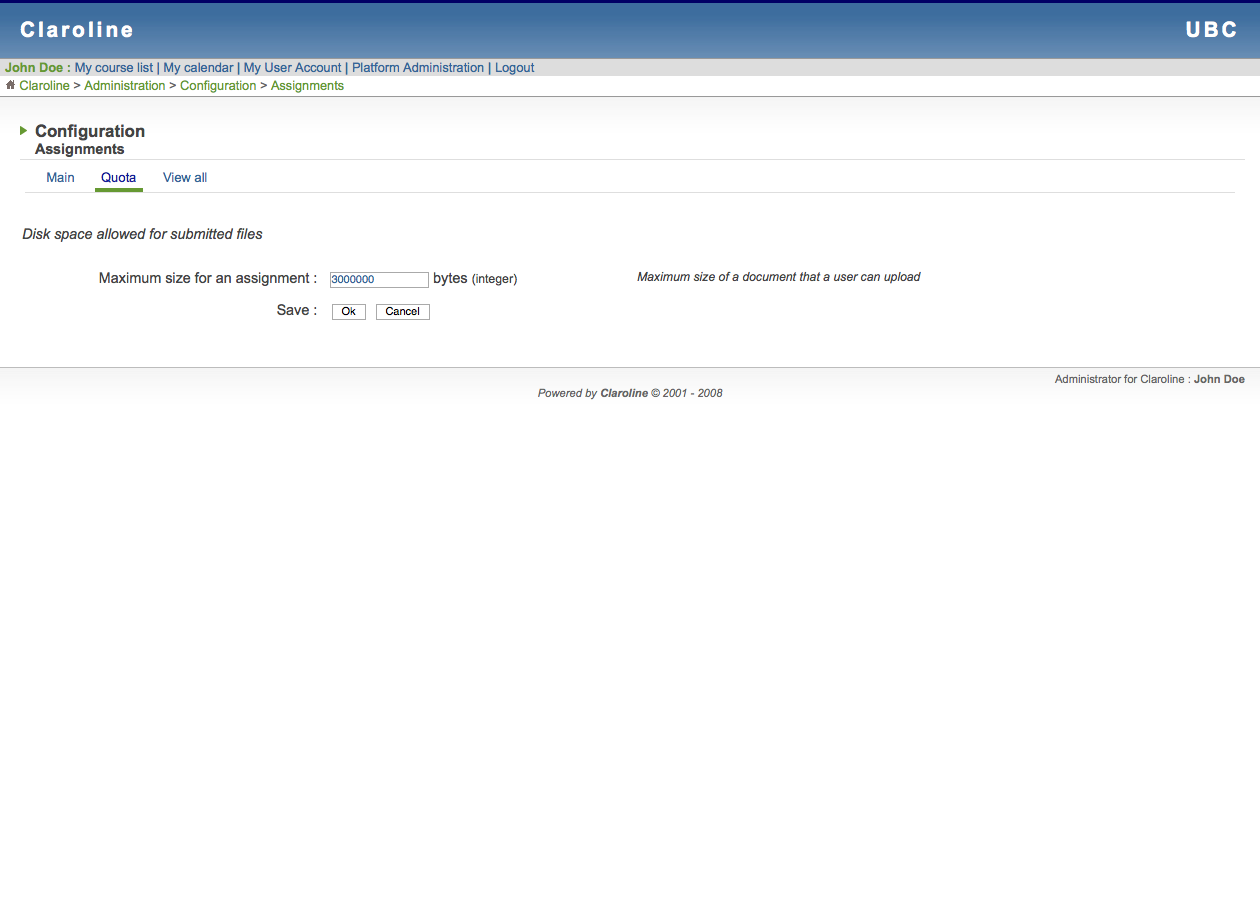 Claroline
UBC
John Doe : My course list | My calendar | My User Account | Platform Administration | Logout
Claroline > Administration > Configuration > Assignments
Configuration
Assignments
Main Quota View all
Disk space allowed for submitted files
Maximum size for an assignment : 3000000 bytes (integer) Maximum size of a document that a user can upload
Save : Ok Cancel
Administrator for Claroline : John Doe
Powered by Claroline © 2001 - 2008